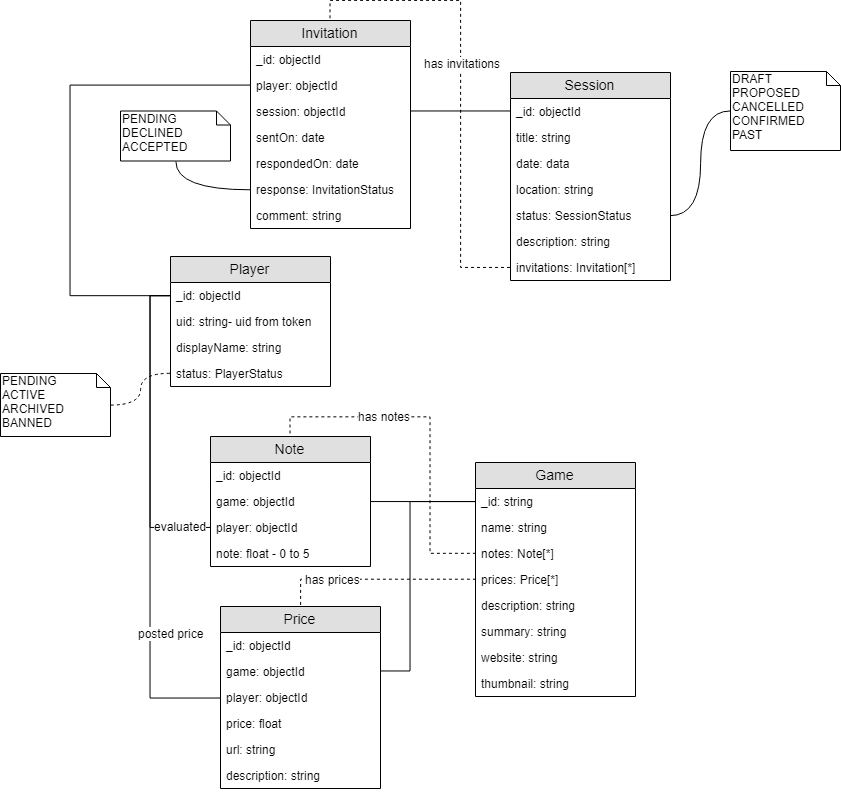 Invitation
_id: objectId
player: objectId
session: objectId
sentOn: date
respondedOn: date
response: InvitationStatus
comment: string
has invitations
Session
_id: objectId
title: string
date: data
location: string
status: SessionStatus
description: string
invitations: Invitation[*]
DRAFT
PROPOSED
CANCELLED
CONFIRMED
PAST
PENDING
DECLINED
ACCEPTED
Player
_id: objectId
uid: string- uid from token
displayName: string
status: PlayerStatus
PENDING
ACTIVE
ARCHIVED
BANNED
has notes
Note
_id: objectId
game: objectId
player: objectId
note: float - 0 to 5
evaluated
Game
_id: string
name: string
notes: Note[*]
prices: Price[*]
description: string
summary: string
website: string
thumbnail: string
has prices
posted price
Price
_id: objectId
game: objectId
player: objectId
price: float
url: string
description: string